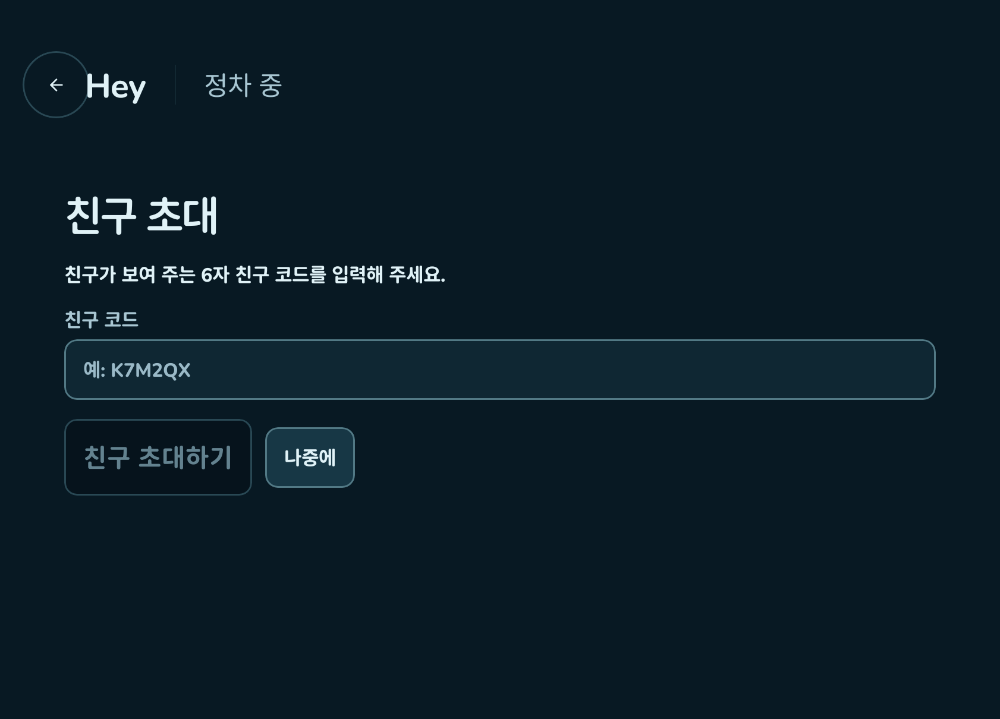 Hey 정차 중
친구 초대
친구가 보여 주는 6자 친구 코드를 입력해 주세요.
친구 코드
예: K7M2QX
친구 초대하기 나중에